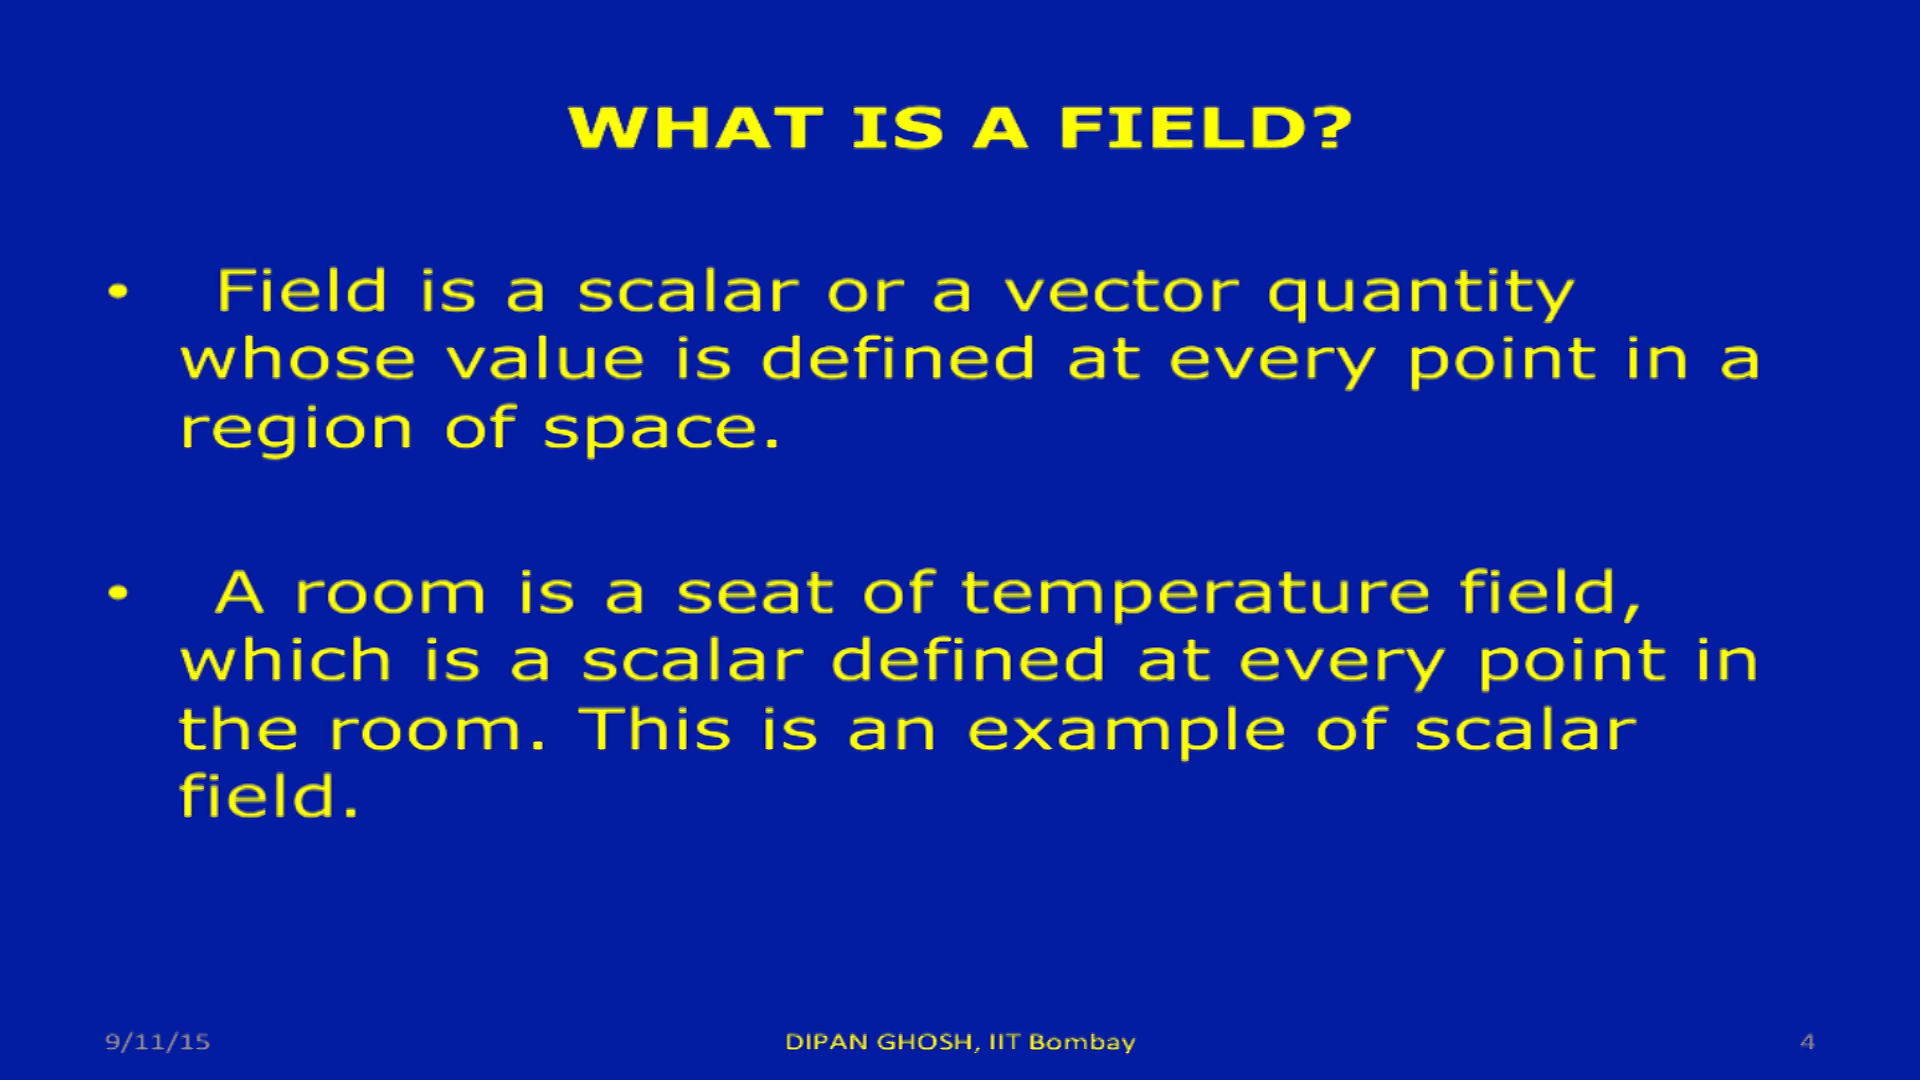 WHAT IS A FIELD?
• Field is a scalar or a vector quantity
whose value is defined at every point in a
region of space.
• A room is a seat of temperature field,
which is a scalar defined at every point in
the room. This is an example of scalar
field.
9/11/15 DIPAN GHOSH, IIT Bombay 4